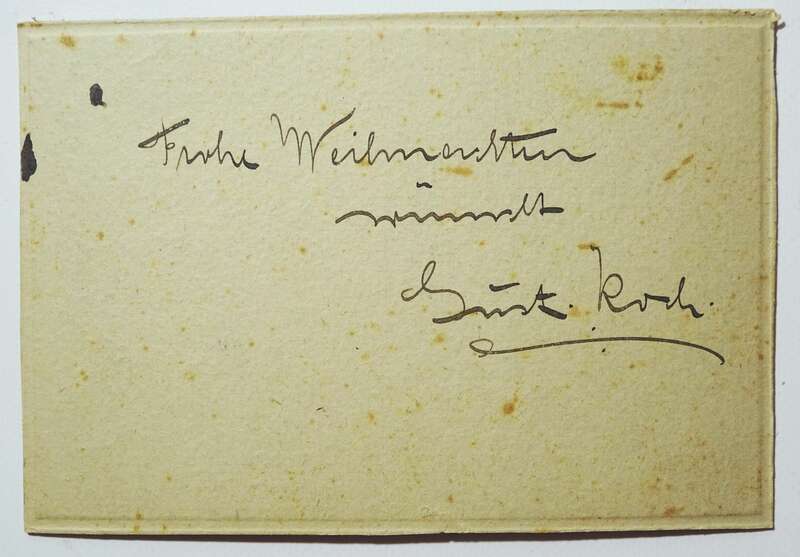 Frohe Weihnachten
wünscht
Gust. Koch.